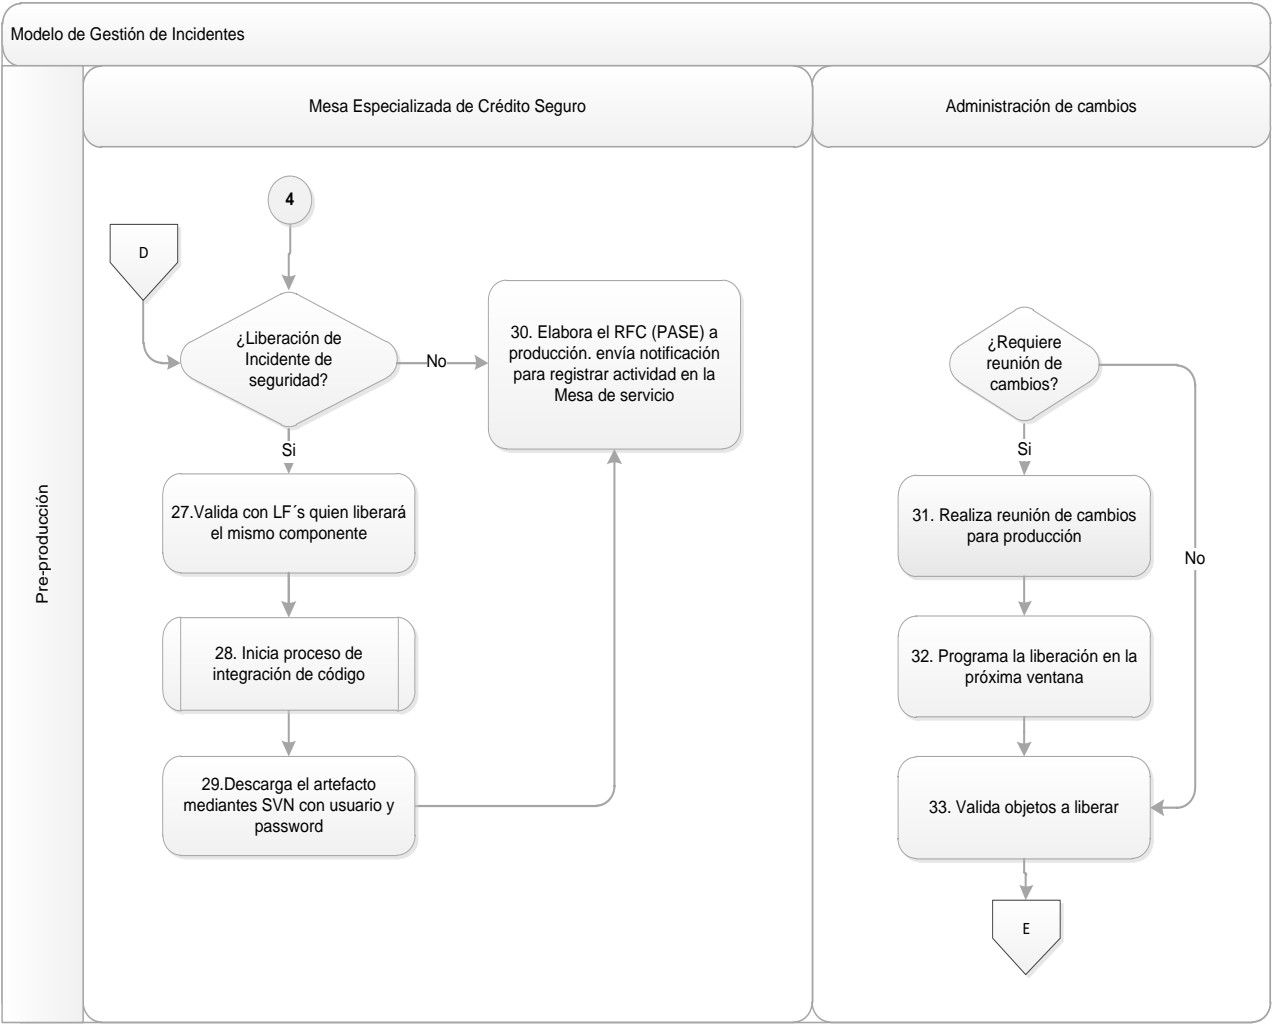 Modelo de Gestión de Incidentes
Mesa Especializada de Crédito Seguro
Administración de cambios
Pre-producción
4
D
¿Liberación de
Incidente de
seguridad?
No
Si
30. Elabora el RFC (PASE) a
producción. envía notificación
para registrar actividad en la
Mesa de servicio
27.Valida con LF´s quien liberará
el mismo componente
28. Inicia proceso de
integración de código
29.Descarga el artefacto
mediantes SVN con usuario y
password
¿Requiere
reunión de
cambios?
Si
No
31. Realiza reunión de cambios
para producción
32. Programa la liberación en la
próxima ventana
33. Valida objetos a liberar
E